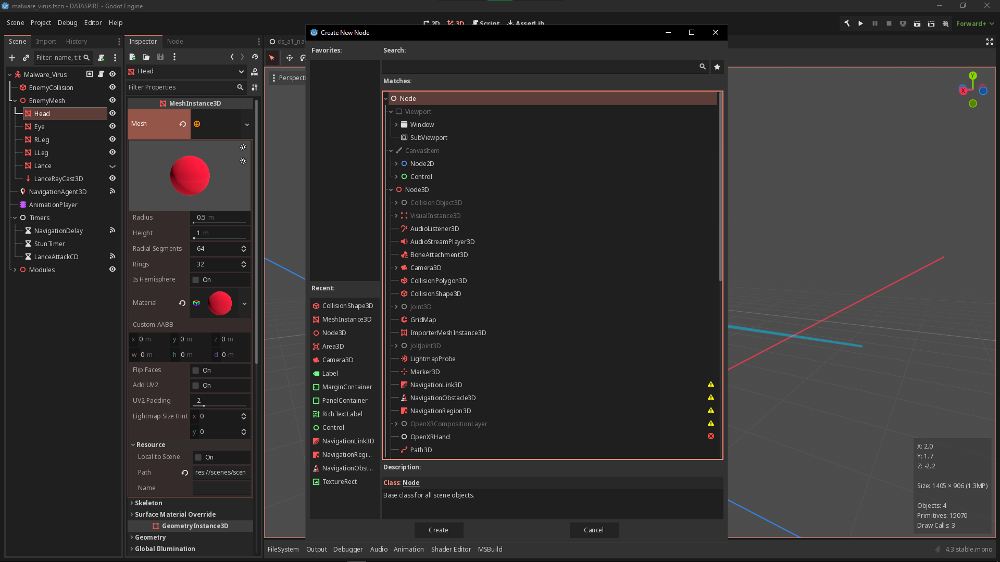 malware_virus.tscn - DATASPIRE - Godot Engine
Scene Project Debug Editor Help
2D 3D Script AssetLib
Forward+
Scene Import History
Filter: name, t:t
Malware_Virus
EnemyCollision
EnemyMesh
Head
Eye
RLeg
LLeg
Lance
LanceRayCast3D
NavigationAgent3D
AnimationPlayer
Timers
NavigationDelay
StunTimer
LanceAttackCD
Modules
Inspector Node
Head
DOC
Filter Properties
MeshInstance3D
Mesh
Radius 0.5 m
Height 1 m
Radial Segments 64
Rings 32
Is Hemisphere On
Material
Custom AABB
x 0 m y 0 m z 0 m
w 0 m h 0 m d 0 m
Flip Faces On
Add UV2 On
UV2 Padding 2
Lightmap Size Hint x 0
y 0
Resource
Local to Scene On
Path res://scenes/scen
Name
Skeleton
Surface Material Override
GeometryInstance3D
Geometry
Global Illumination
ds_a1_na
Perspecti
Create New Node
Favorites:
Recent:
CollisionShape3D
MeshInstance3D
Node3D
Area3D
Camera3D
Label
MarginContainer
PanelContainer
RichTextLabel
Control
NavigationLink3D
NavigationRegi...
NavigationObst...
TextureRect
Search:
Matches:
Node
Viewport
Window
SubViewport
CanvasItem
Node2D
Control
Node3D
CollisionObject3D
VisualInstance3D
AudioListener3D
AudioStreamPlayer3D
BoneAttachment3D
Camera3D
CollisionPolygon3D
CollisionShape3D
Joint3D
GridMap
ImporterMeshInstance3D
JoltJoint3D
LightmapProbe
Marker3D
NavigationLink3D
NavigationObstacle3D
NavigationRegion3D
OpenXRCompositionLayer
OpenXRHand
Path3D
Description:
Class: Node
Base class for all scene objects.
Create Cancel
Y
X
X: 2.0
Y: 1.7
Z: -2.2
Size: 1405 × 906 (1.3MP)
Objects: 4
Primitives: 15070
Draw Calls: 3
FileSystem Output Debugger Audio Animation Shader Editor MSBuild
4.3.stable.mono